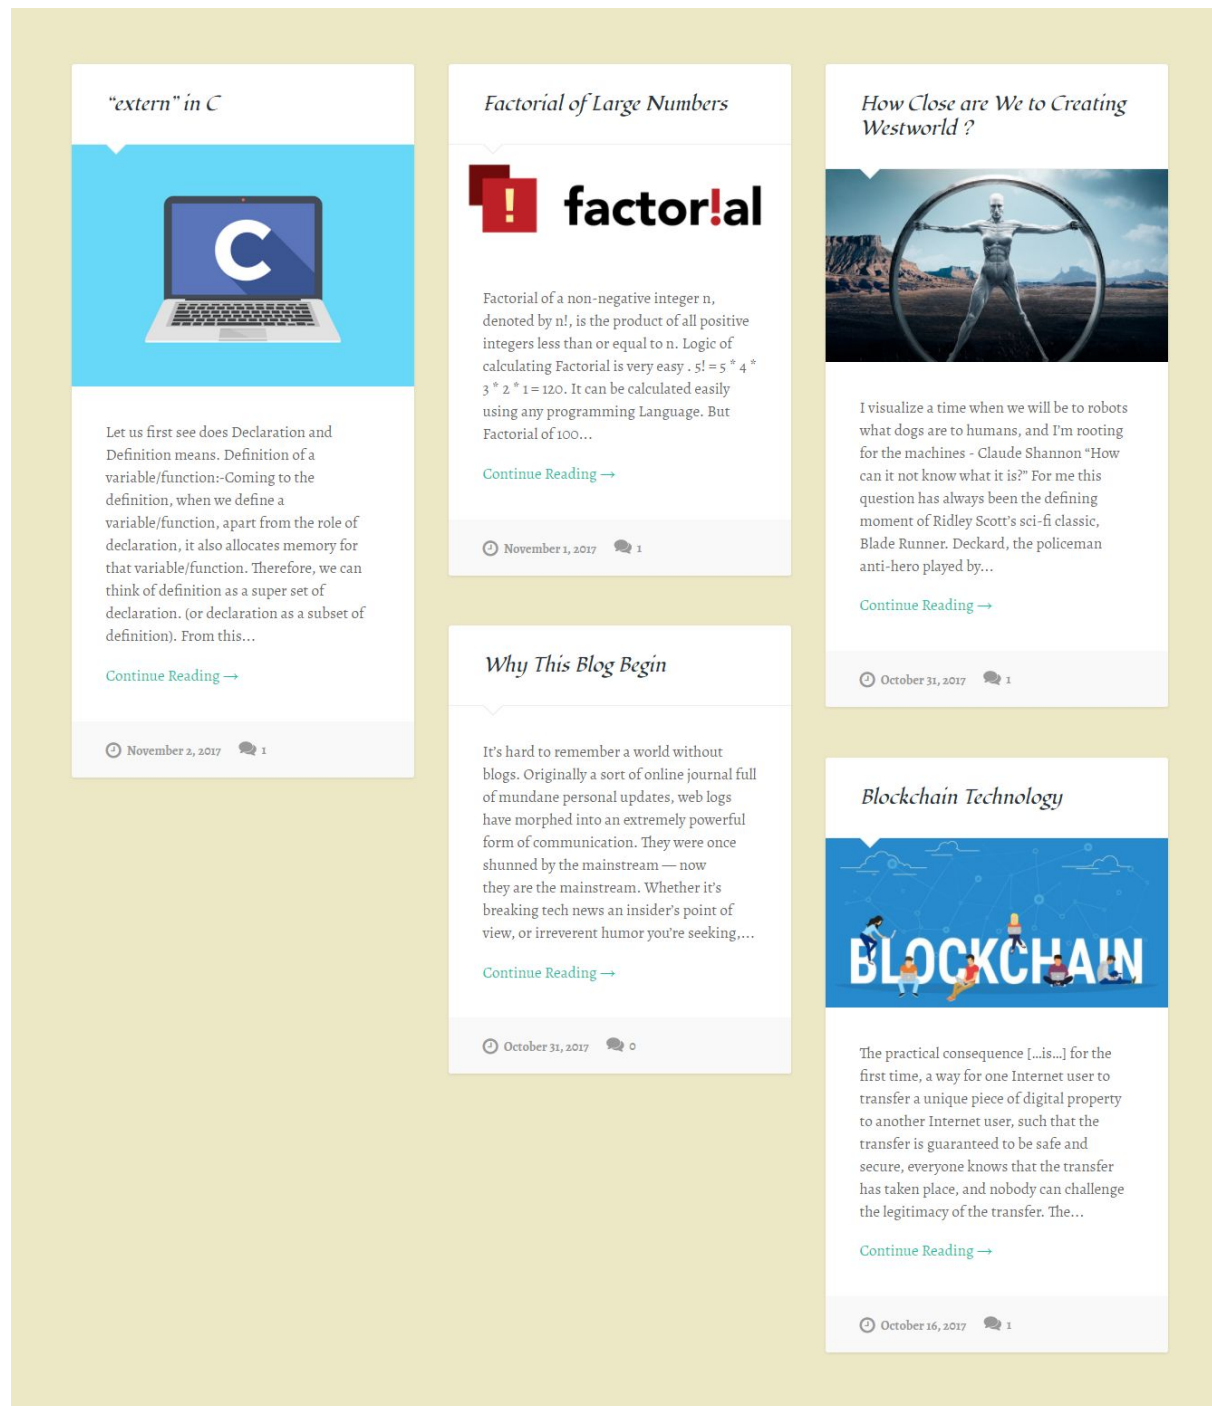 “extern” in C
C
Let us first see does Declaration and
Definition means. Definition of a
variable/function:-Coming to the
definition, when we define a
variable/function, apart from the role of
declaration, it also allocates memory for
that variable/function. Therefore, we can
think of definition as a super set of
declaration. (or declaration as a subset of
definition). From this…
Continue Reading →
November 2, 2017 1
Factorial of Large Numbers
! factor!al
Factorial of a non-negative integer n,
denoted by n!, is the product of all positive
integers less than or equal to n. Logic of
calculating Factorial is very easy . 5! = 5 * 4 *
3 * 2 * 1 = 120. It can be calculated easily
using any programming Language. But
Factorial of 100…
Continue Reading →
November 1, 2017 1
Why This Blog Begin
It’s hard to remember a world without
blogs. Originally a sort of online journal full
of mundane personal updates, web logs
have morphed into an extremely powerful
form of communication. They were once
shunned by the mainstream — now
they are the mainstream. Whether it’s
breaking tech news an insider’s point of
view, or irreverent humor you’re seeking,…
Continue Reading →
October 31, 2017 0
How Close are We to Creating
Westworld ?
I visualize a time when we will be to robots
what dogs are to humans, and I’m rooting
for the machines - Claude Shannon “How
can it not know what it is?” For me this
question has always been the defining
moment of Ridley Scott’s sci-fi classic,
Blade Runner. Deckard, the policeman
anti-hero played by…
Continue Reading →
October 31, 2017 1
Blockchain Technology
BLOCKCHAIN
The practical consequence […is…] for the
first time, a way for one Internet user to
transfer a unique piece of digital property
to another Internet user, such that the
transfer is guaranteed to be safe and
secure, everyone knows that the transfer
has taken place, and nobody can challenge
the legitimacy of the transfer. The…
Continue Reading →
October 16, 2017 1